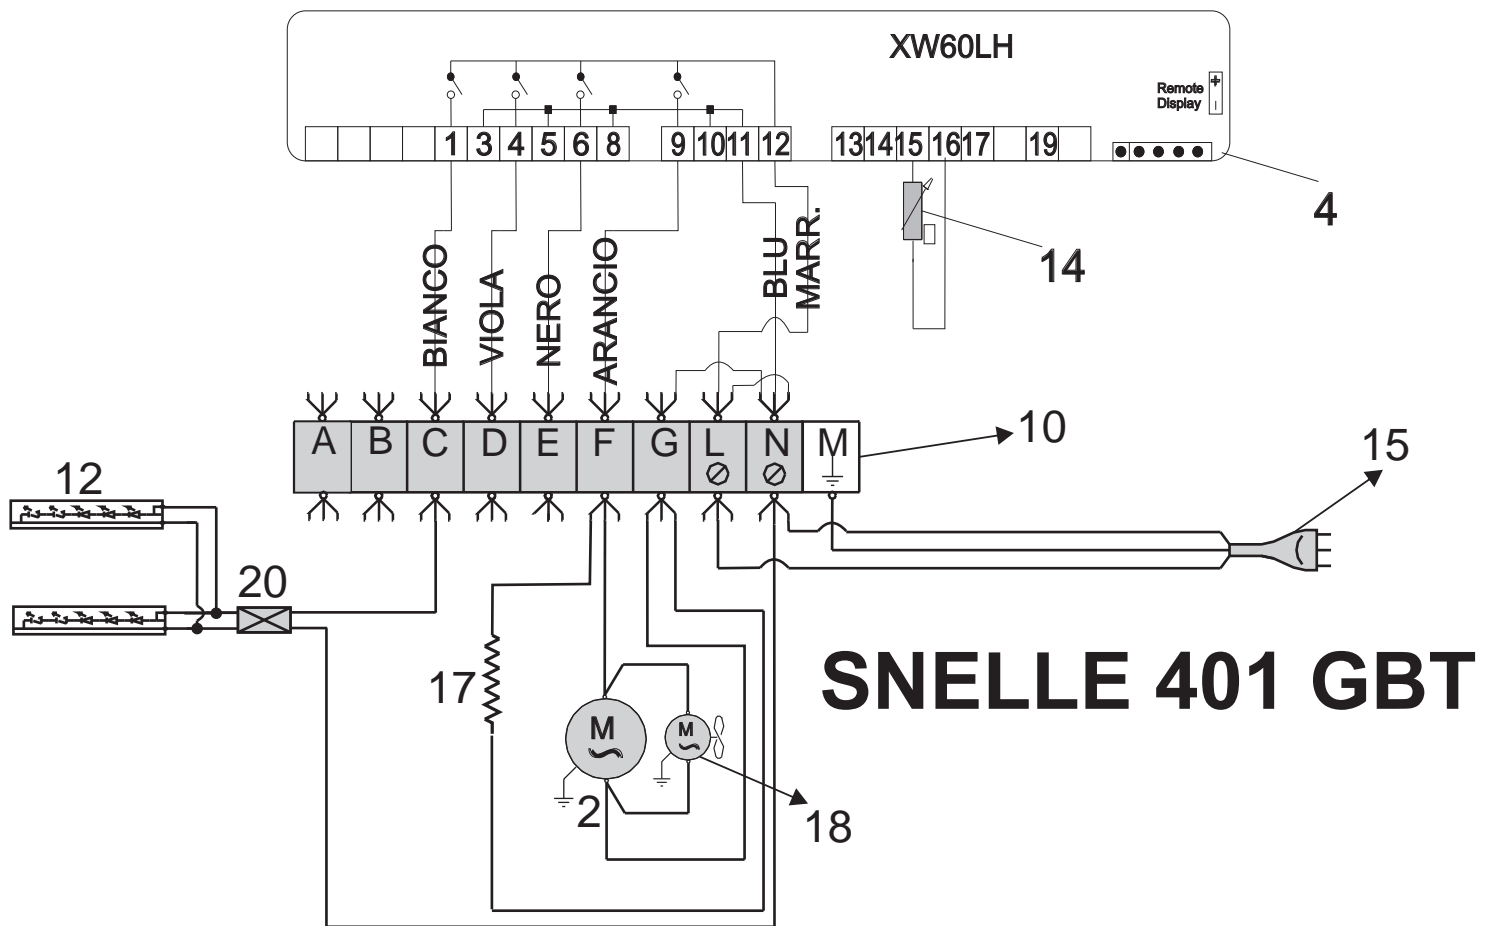 XW60LH
Remote
Display
+
−
1 3 4 5 6 8 9 10 11 12 13 14 15 16 17 19
4
14
BIANCO
VIOLA
NERO
ARANCIO
BLU
MARR.
A B C D E F G L N M
10
15
12
20
17
SNELLE 401 GBT
M
M
2
18